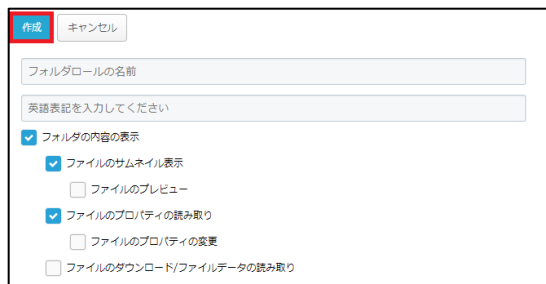 作成 キャンセル
フォルダロールの名前
英語表記を入力してください
フォルダの内容の表示
ファイルのサムネイル表示
ファイルのプレビュー
ファイルのプロパティの読み取り
ファイルのプロパティの変更
ファイルのダウンロード/ファイルデータの読み取り